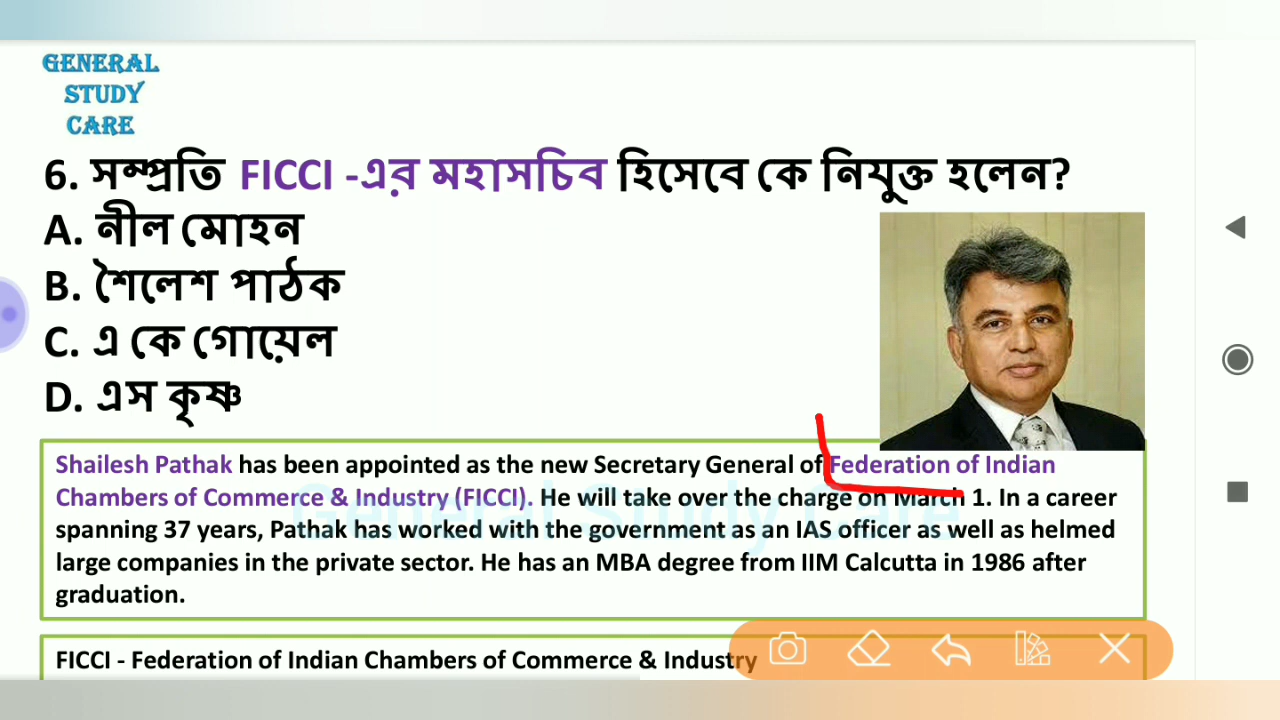 GENERAL
STUDY
CARE
6. সম্প্রতি FICCI -এর মহাসচিব হিসেবে কে নিযুক্ত হলেন?
A. নীল মোহন
B. শৈলেশ পাঠক
C. এ কে গোয়েল
D. এস কৃষ্ণ
Shailesh Pathak has been appointed as the new Secretary General of Federation of Indian
Chambers of Commerce & Industry (FICCI). He will take over the charge on March 1. In a career
spanning 37 years, Pathak has worked with the government as an IAS officer as well as helmed
large companies in the private sector. He has an MBA degree from IIM Calcutta in 1986 after
graduation.
General Study Care
FICCI - Federation of Indian Chambers of Commerce & Industry